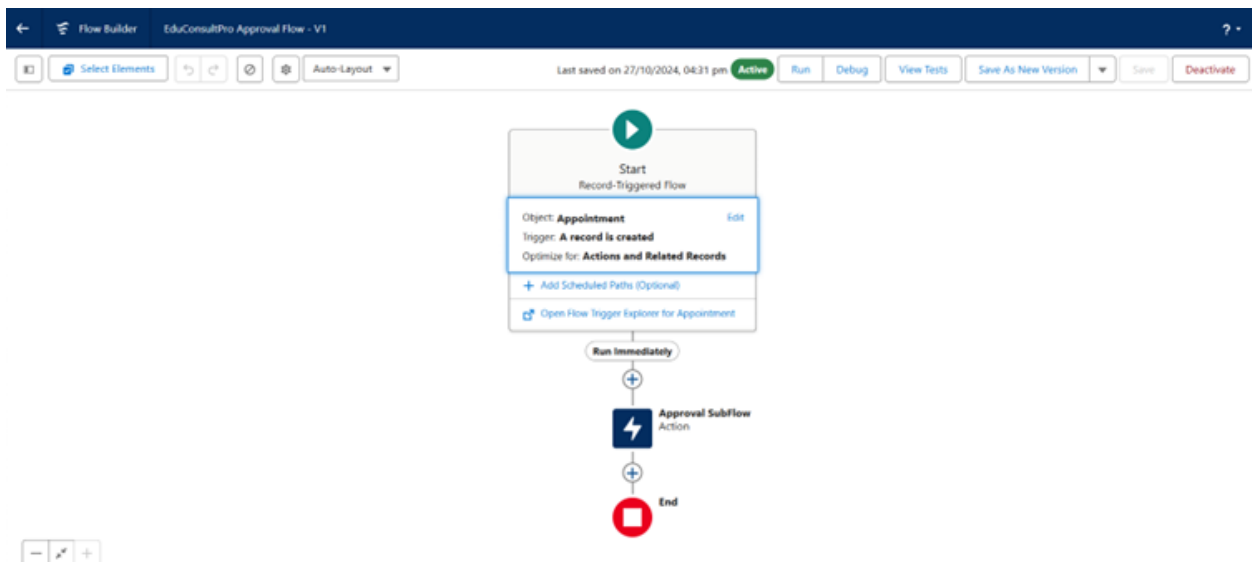 Flow Builder EduConsultPro Approval Flow - V1 ?
Select Elements Auto-Layout Last saved on 27/10/2024, 04:31 pm Active Run Debug View Tests Save As New Version Save Deactivate
Start
Record-Triggered Flow
Object: Appointment Edit
Trigger: A record is created
Optimize for: Actions and Related Records
+ Add Scheduled Paths (Optional)
Open Flow Trigger Explorer for Appointment
Run Immediately
Approval SubFlow
Action
End